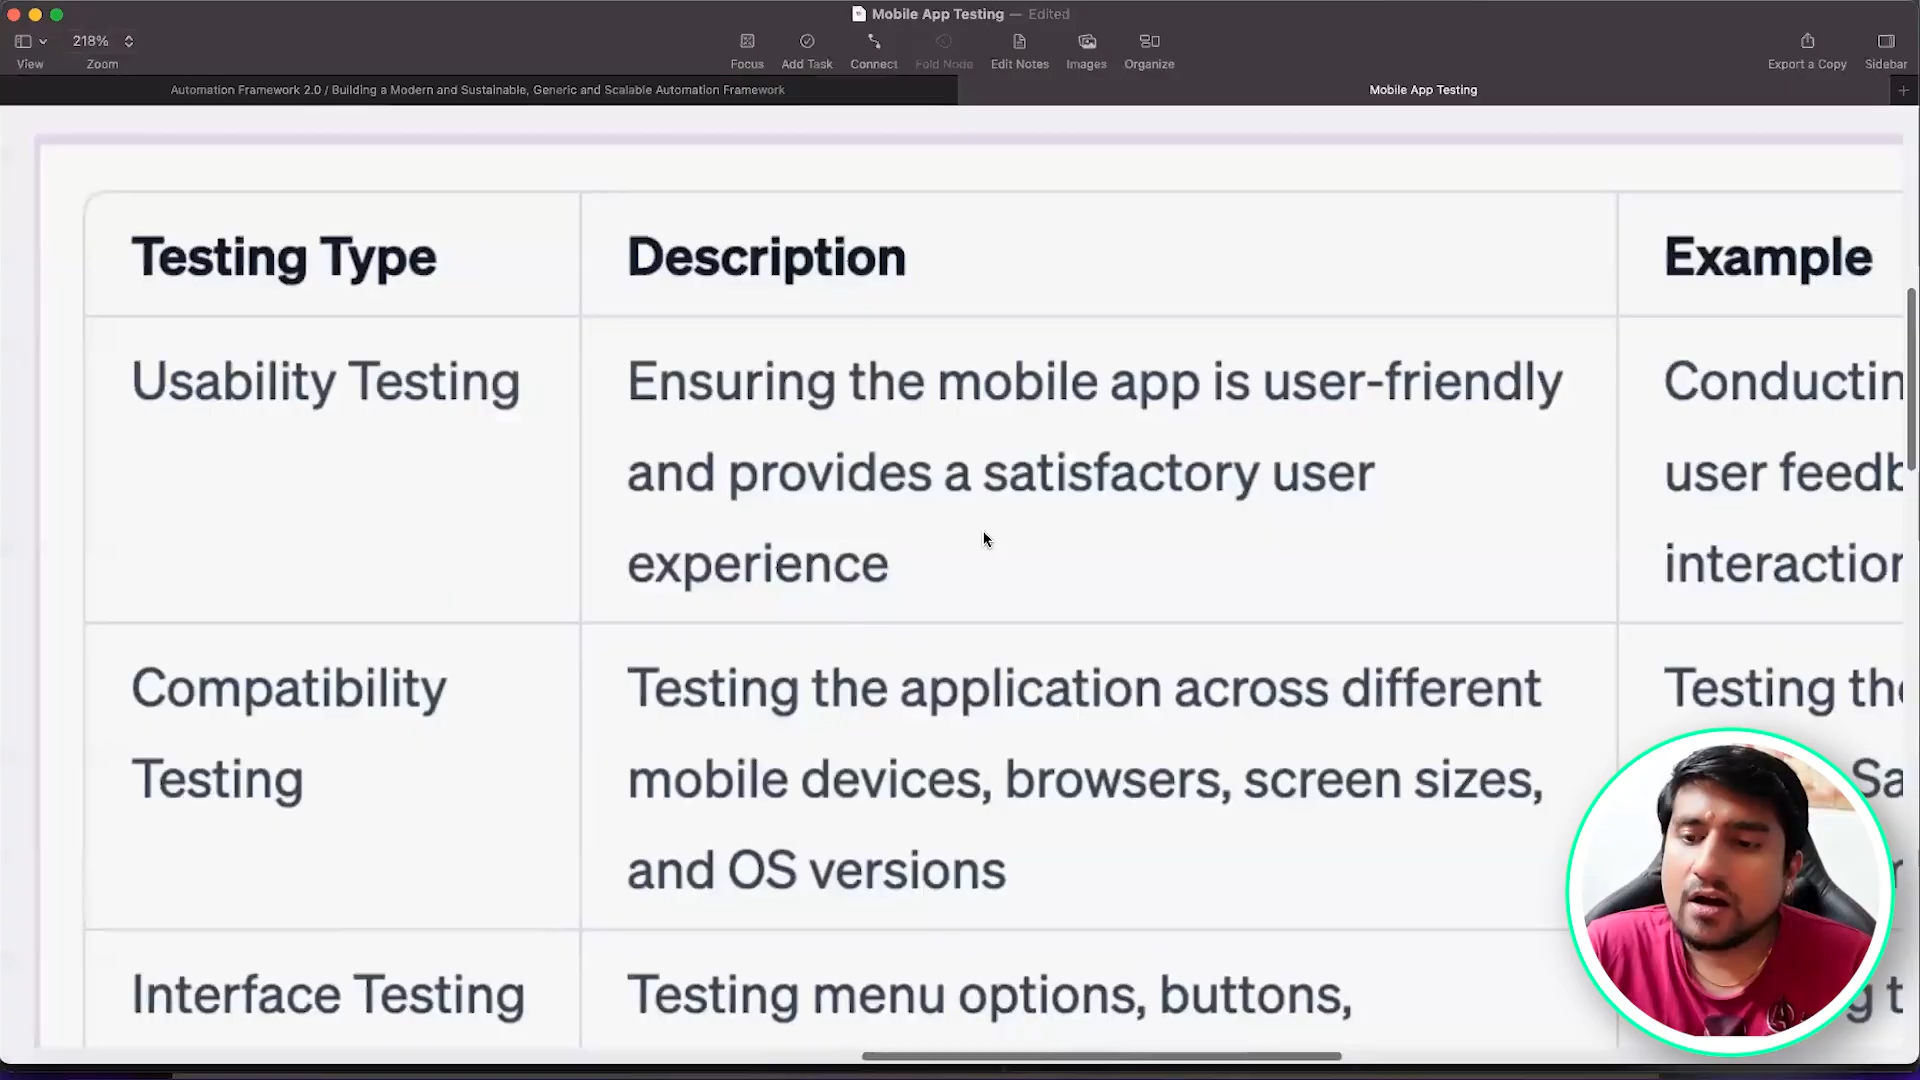 Mobile App Testing — Edited
218%
View
Zoom
Focus
Add Task
Connect
Fold Node
Edit Notes
Images
Organize
Export a Copy
Sidebar
Automation Framework 2.0 / Building a Modern and Sustainable, Generic and Scalable Automation Framework
Mobile App Testing
Testing Type
Description
Example
Usability Testing
Ensuring the mobile app is user-friendly
and provides a satisfactory user
experience
user
Compatibility
Testing
Testing the application across different
mobile devices, browsers, screen sizes,
and OS versions
Testing
Interface Testing
Testing menu options, buttons,